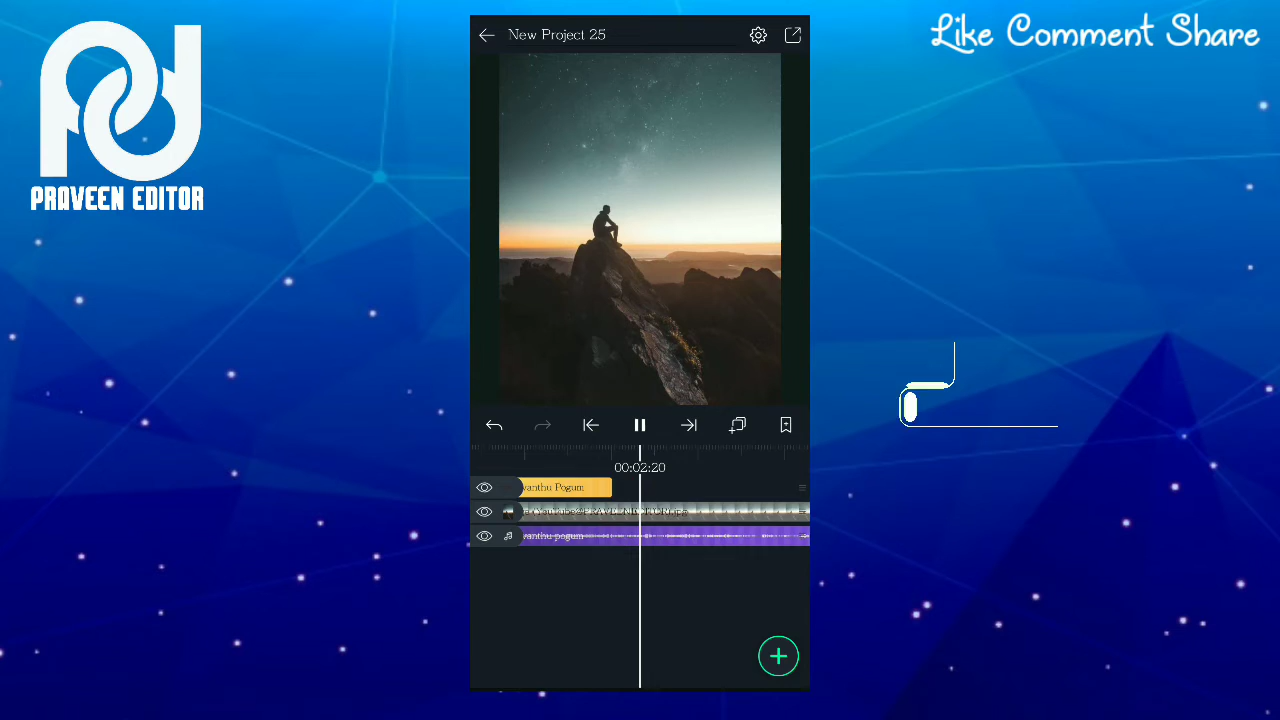 PRAVEEN EDITOR
Like Comment Share
New Project 25
00:02:20
vanthu Pogum
vanthu pogum